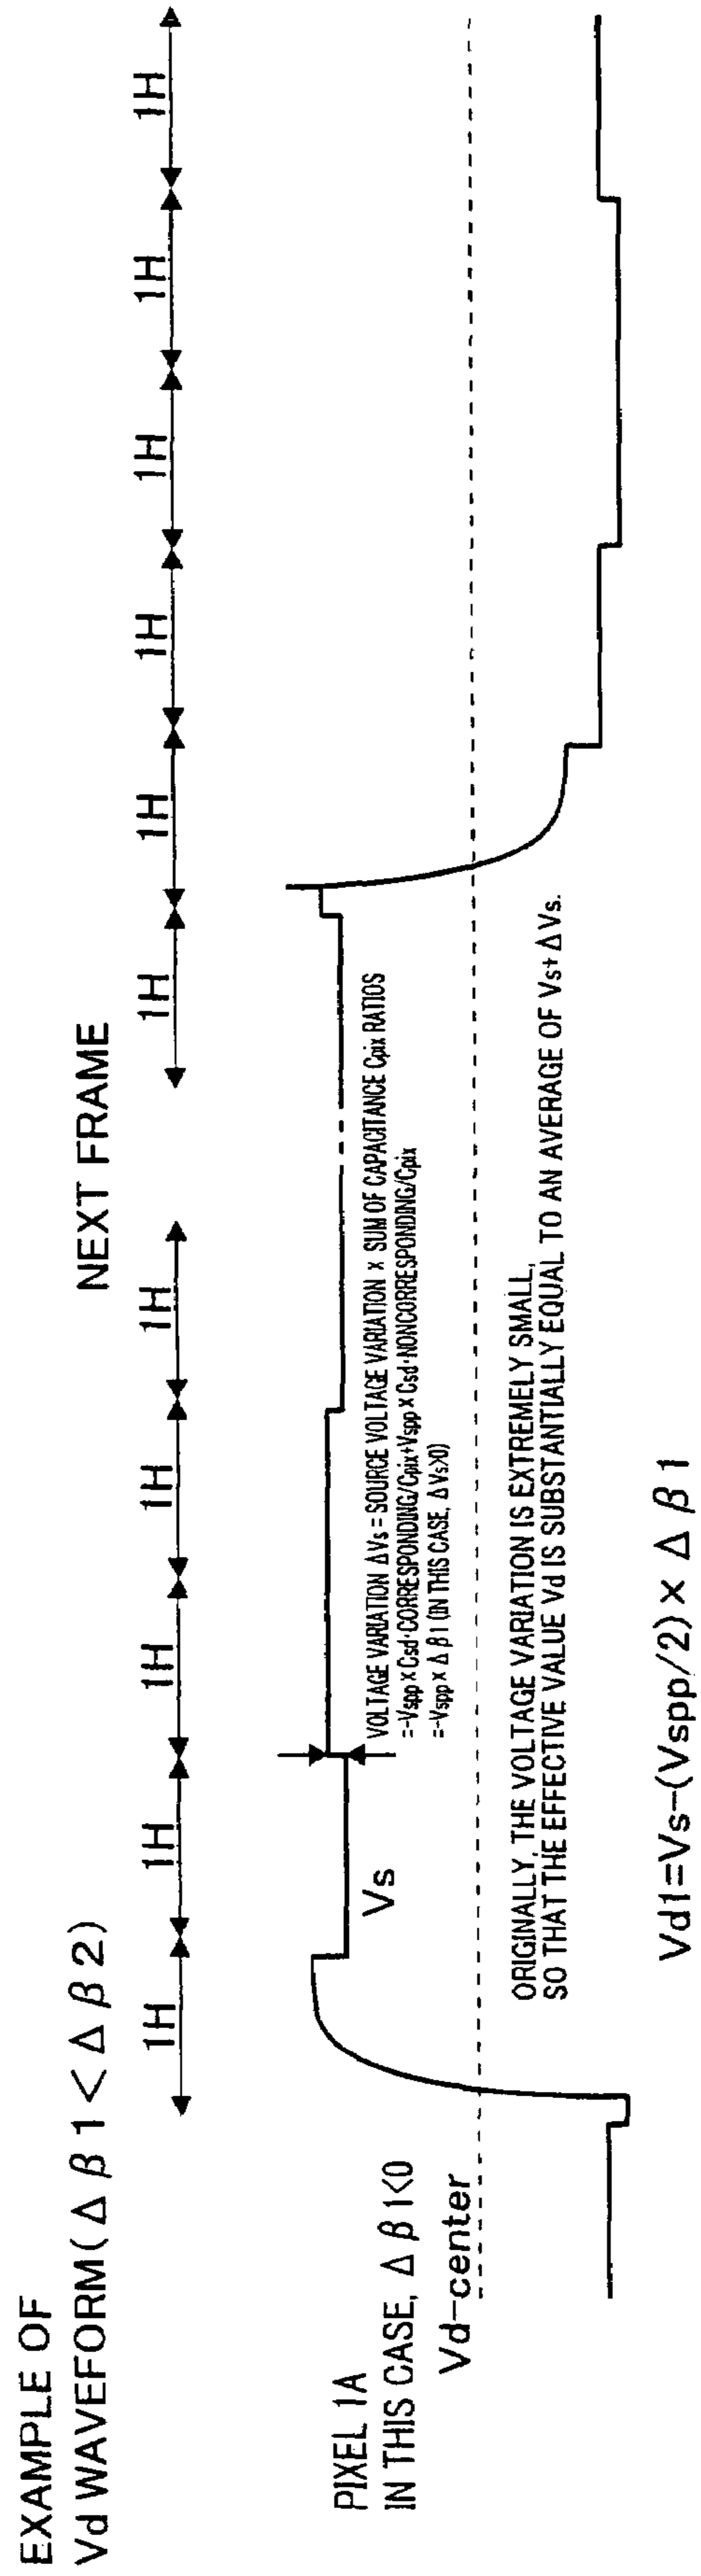 EXAMPLE OF
Vd WAVEFORM(Δβ1<Δβ2)
NEXT FRAME
1H
1H
1H
1H
1H
1H
1H
1H
1H
1H
1H
PIXEL 1A
IN THIS CASE, Δβ1<0
Vd-center
Vs
VOLTAGE VARIATION ΔVs = SOURCE VOLTAGE VARIATION x SUM OF CAPACITANCE Cpix RATIOS
=-Vspp x Csd·CORRESPONDING/Cpix+Vspp x Csd·NONCORRESPONDING/Cpix
=-Vspp x Δβ1 (IN THIS CASE, ΔVs>0)
ORIGINALLY, THE VOLTAGE VARIATION IS EXTREMELY SMALL,
SO THAT THE EFFECTIVE VALUE Vd IS SUBSTANTIALLY EQUAL TO AN AVERAGE OF Vs+ΔVs.
Vd1=Vs-(Vspp/2)×Δβ1